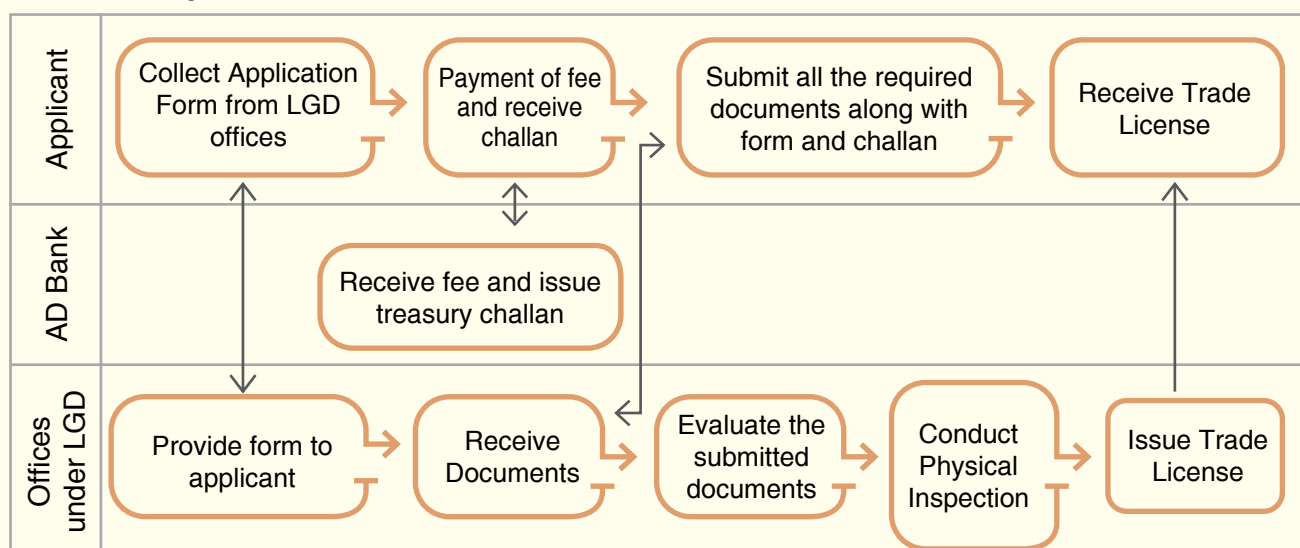 Applicant
Collect Application
Form from LGD
offices
Payment of fee
and receive
challan
Submit all the required
documents along with
form and challan
Receive Trade
License
AD Bank
Receive fee and issue
treasury challan
Offices
under LGD
Provide form to
applicant
Receive
Documents
Evaluate the
submitted
documents
Conduct
Physical
Inspection
Issue Trade
License